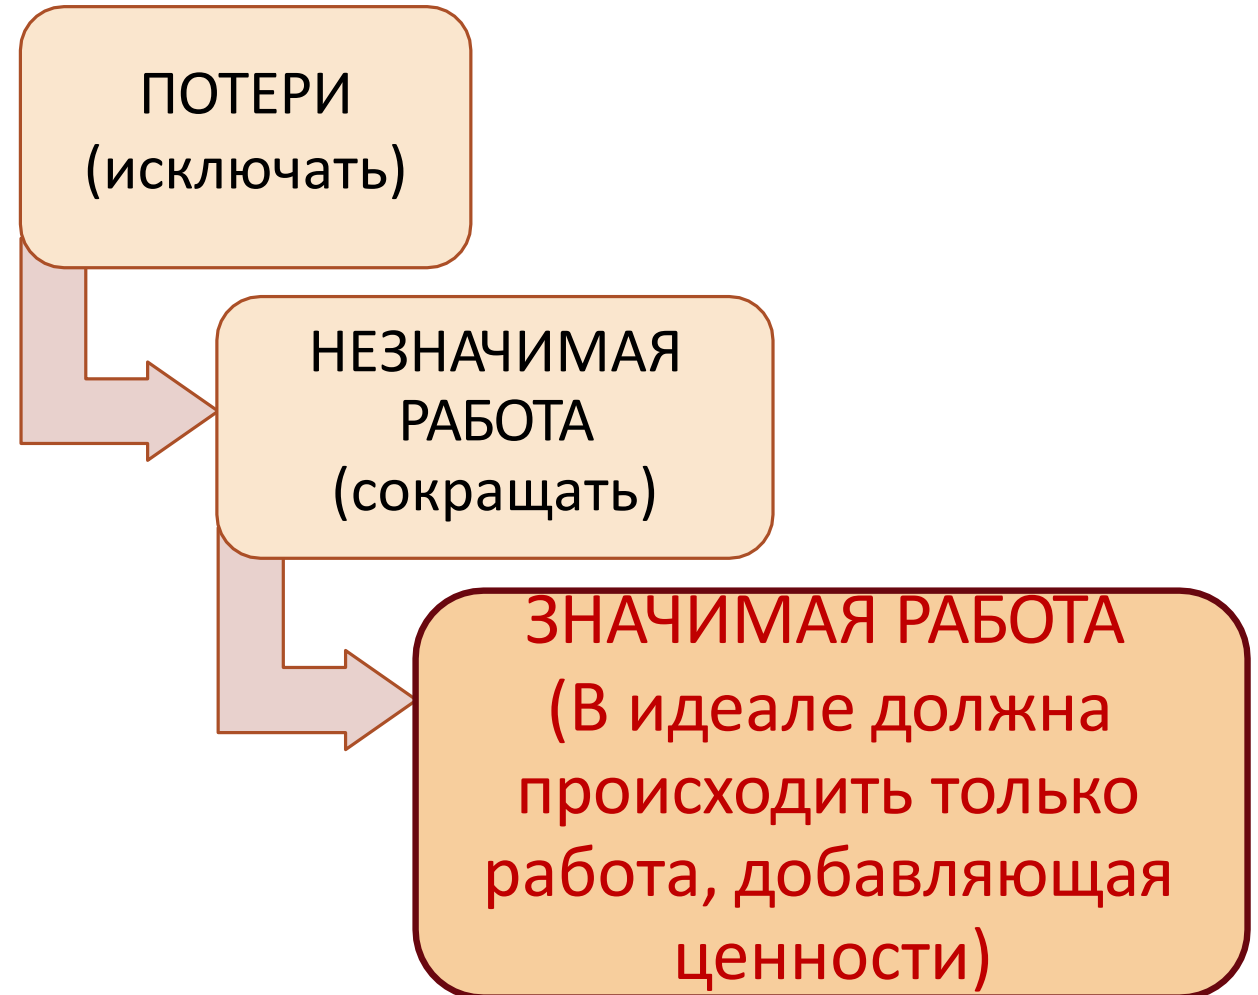 ПОТЕРИ
(исключать)
НЕЗНАЧИМАЯ
РАБОТА
(сокращать)
ЗНАЧИМАЯ РАБОТА
(В идеале должна
происходить только
работа, добавляющая
ценности)